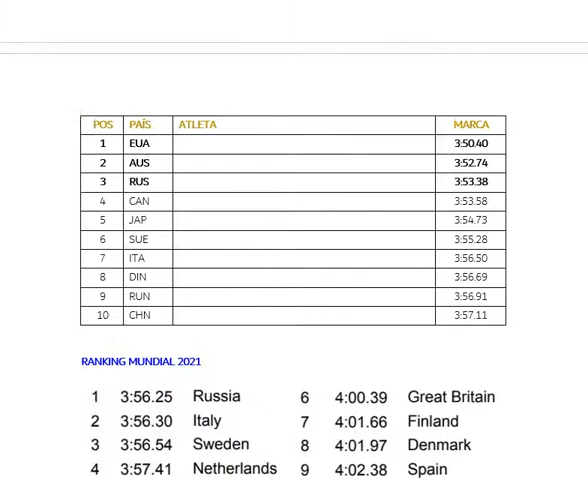 POS PAÍS ATLETA MARCA
1 EUA 3:50.40
2 AUS 3:52.74
3 RUS 3:53.38
4 CAN 3:53.58
5 JAP 3:54.73
6 SUE 3:55.28
7 ITA 3:56.50
8 DIN 3:56.69
9 RUN 3:56.91
10 CHN 3:57.11
RANKING MUNDIAL 2021
1 3:56.25 Russia 6 4:00.39 Great Britain
2 3:56.30 Italy 7 4:01.66 Finland
3 3:56.54 Sweden 8 4:01.97 Denmark
4 3:57.41 Netherlands 9 4:02.38 Spain